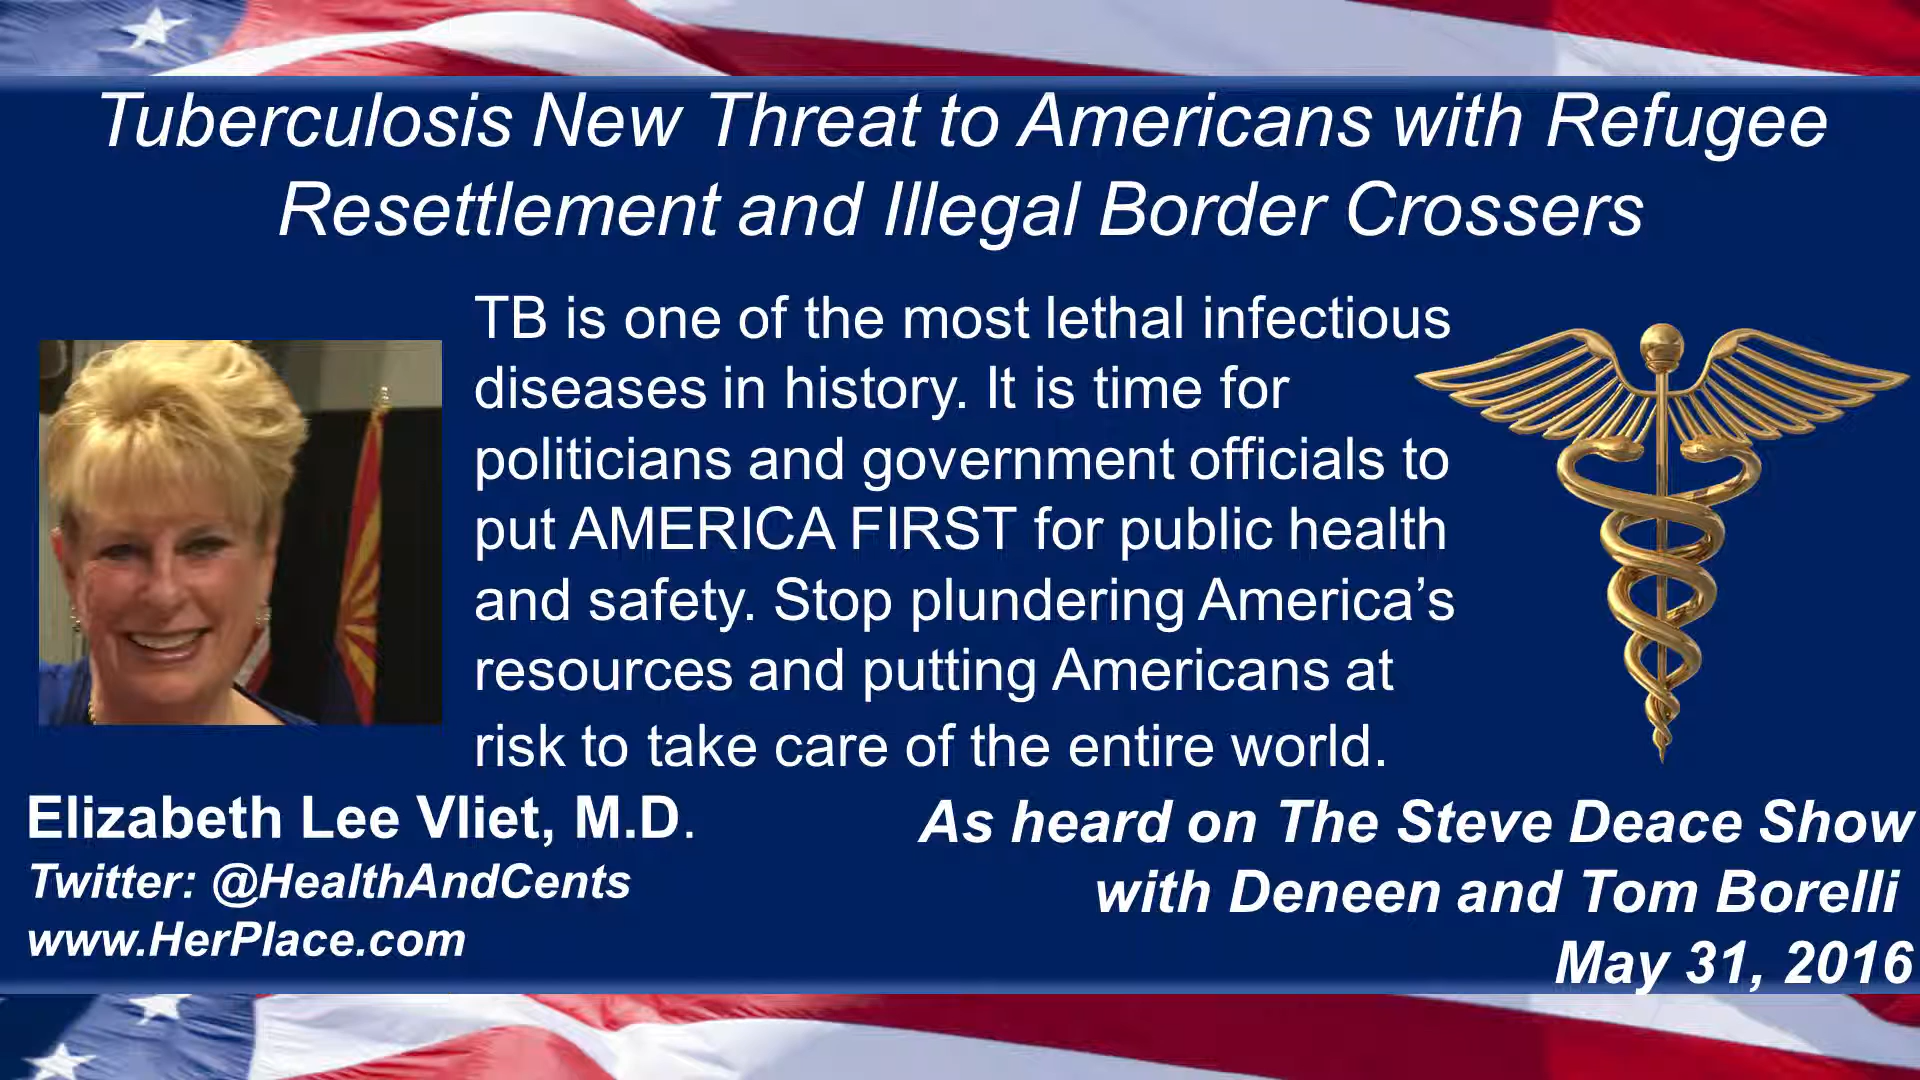 Tuberculosis New Threat to Americans with Refugee
Resettlement and Illegal Border Crossers
TB is one of the most lethal infectious
diseases in history. It is time for
politicians and government officials to
put AMERICA FIRST for public health
and safety. Stop plundering America’s
resources and putting Americans at
risk to take care of the entire world.
Elizabeth Lee Vliet, M.D.
Twitter: @HealthAndCents
www.HerPlace.com
As heard on The Steve Deace Show
with Deneen and Tom Borelli
May 31, 2016